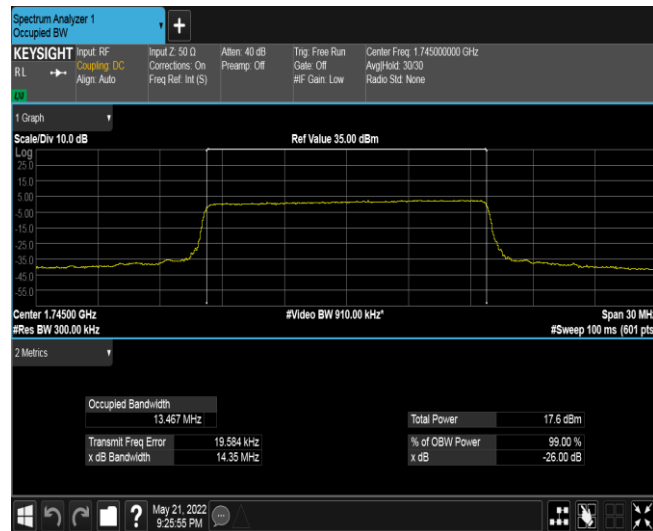 Spectrum Analyzer 1
Occupied BW
KEYSIGHT
RL
Input: RF
Coupling: DC
Align: Auto
Input Z: 50 Ω
Corrections: On
Freq Ref: Int (S)
Atten: 40 dB
Preamp: Off
Trig: Free Run
Gate: Off
#IF Gain: Low
Center Freq: 1.745000000 GHz
Avg|Hold: 30/30
Radio Std: None
1 Graph
Scale/Div 10.0 dB
Ref Value 35.00 dBm
Log
25.0
15.0
5.00
-5.00
-15.0
-25.0
-35.0
-45.0
-55.0
Center 1.74500 GHz
#Video BW 910.00 kHz*
Span 30 MHz
#Res BW 300.00 kHz
#Sweep 100 ms (601 pts
2 Metrics
Occupied Bandwidth
13.467 MHz
Total Power 17.6 dBm
Transmit Freq Error 19.584 kHz
% of OBW Power 99.00 %
x dB Bandwidth 14.35 MHz
x dB -26.00 dB
May 21, 2022
9:25:55 PM